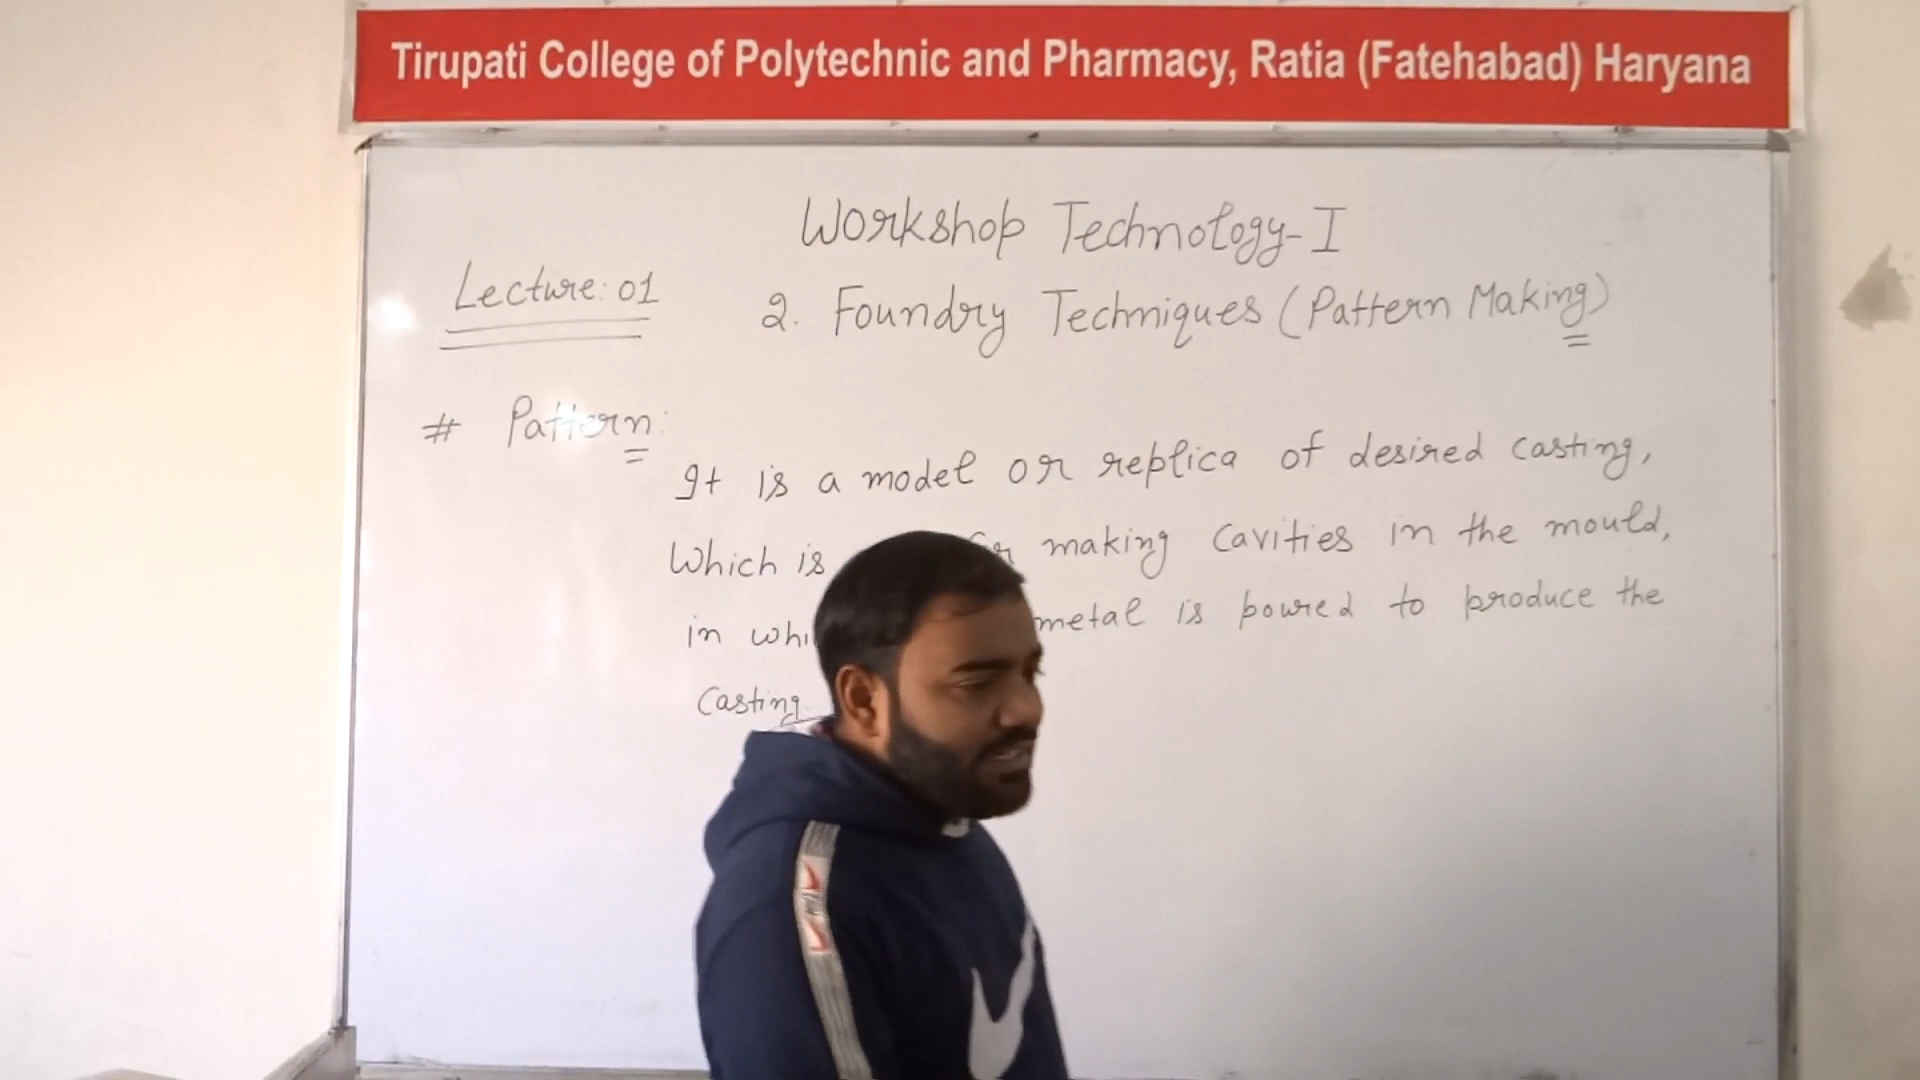 Tirupati College of Polytechnic and Pharmacy, Ratia (Fatehabad) Haryana
Workshop Technology-I
Lecture: 01
2. Foundry Techniques (Pattern Making)
# Pattern:
It is a model or replica of desired casting,
Which is making cavities in the mould,
in metal is poured to produce the
Casting